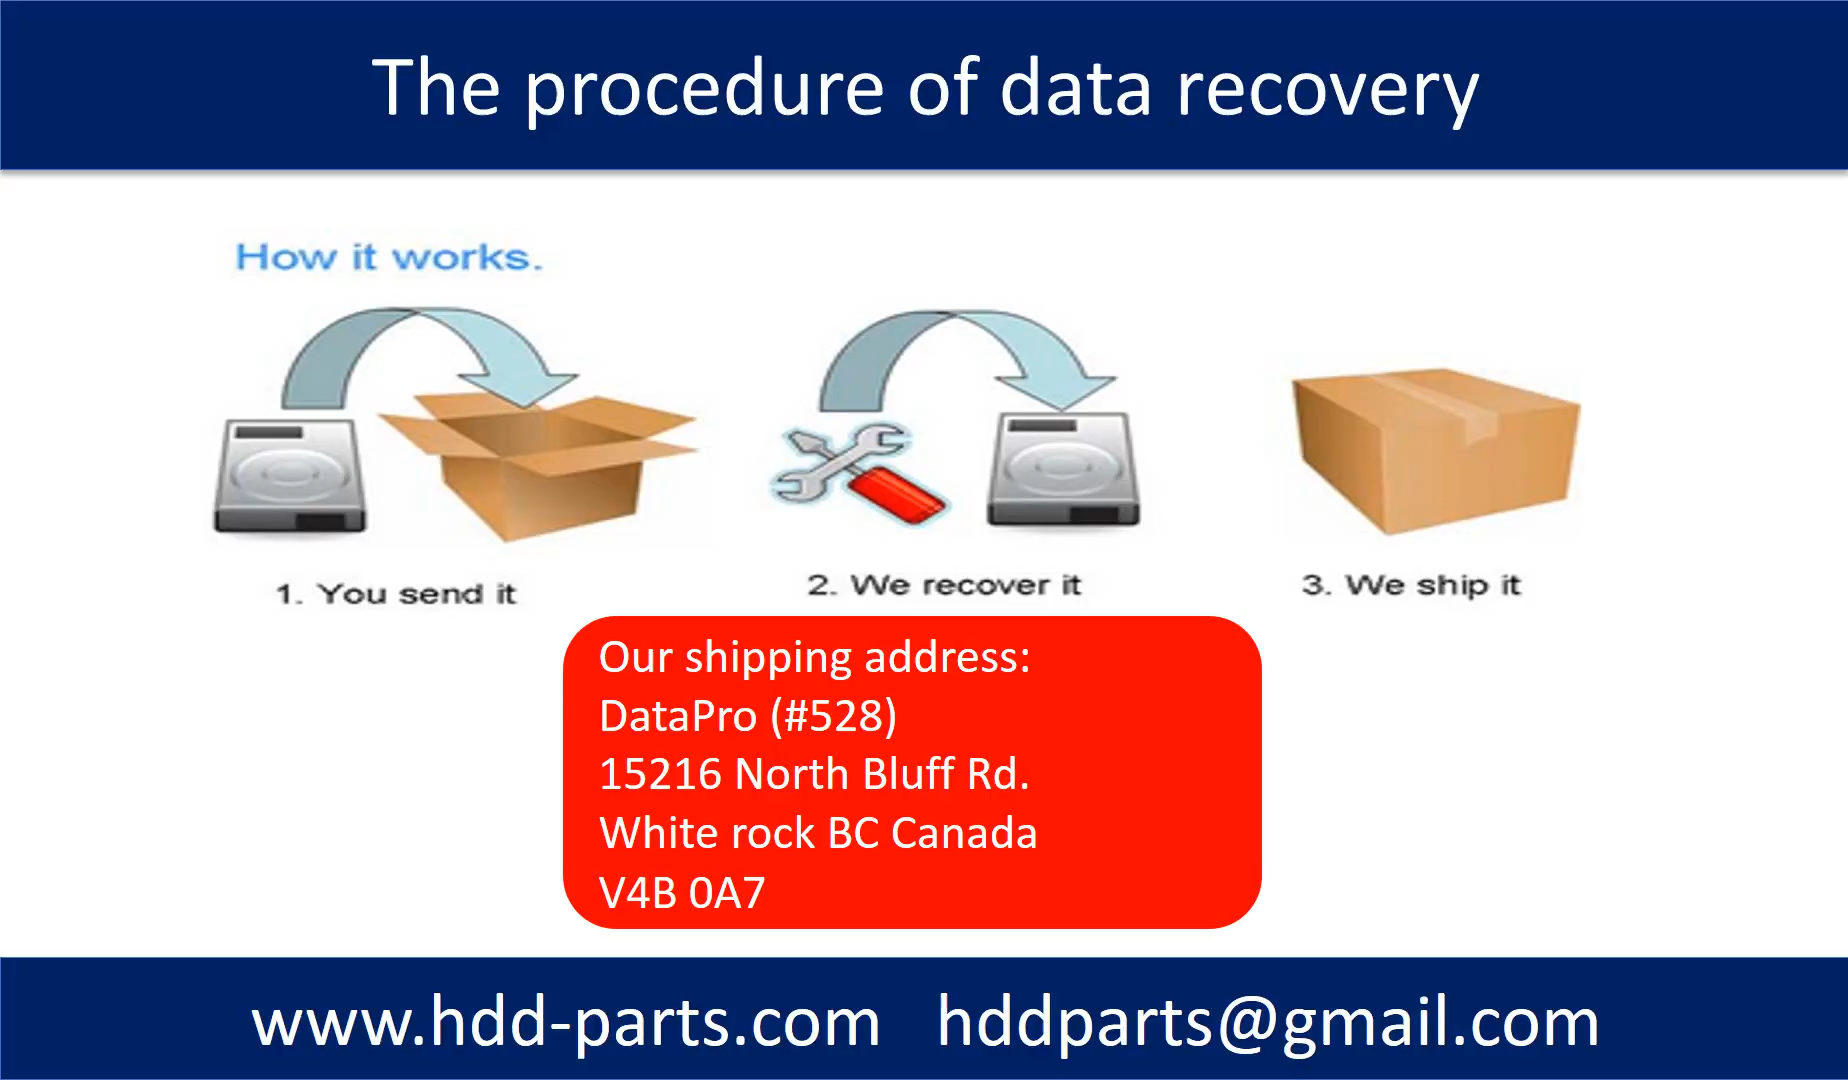 The procedure of data recovery
How it works.
1. You send it
2. We recover it
3. We ship it
Our shipping address:
DataPro (#528)
15216 North Bluff Rd.
White rock BC Canada
V4B 0A7
www.hdd-parts.com hddparts@gmail.com